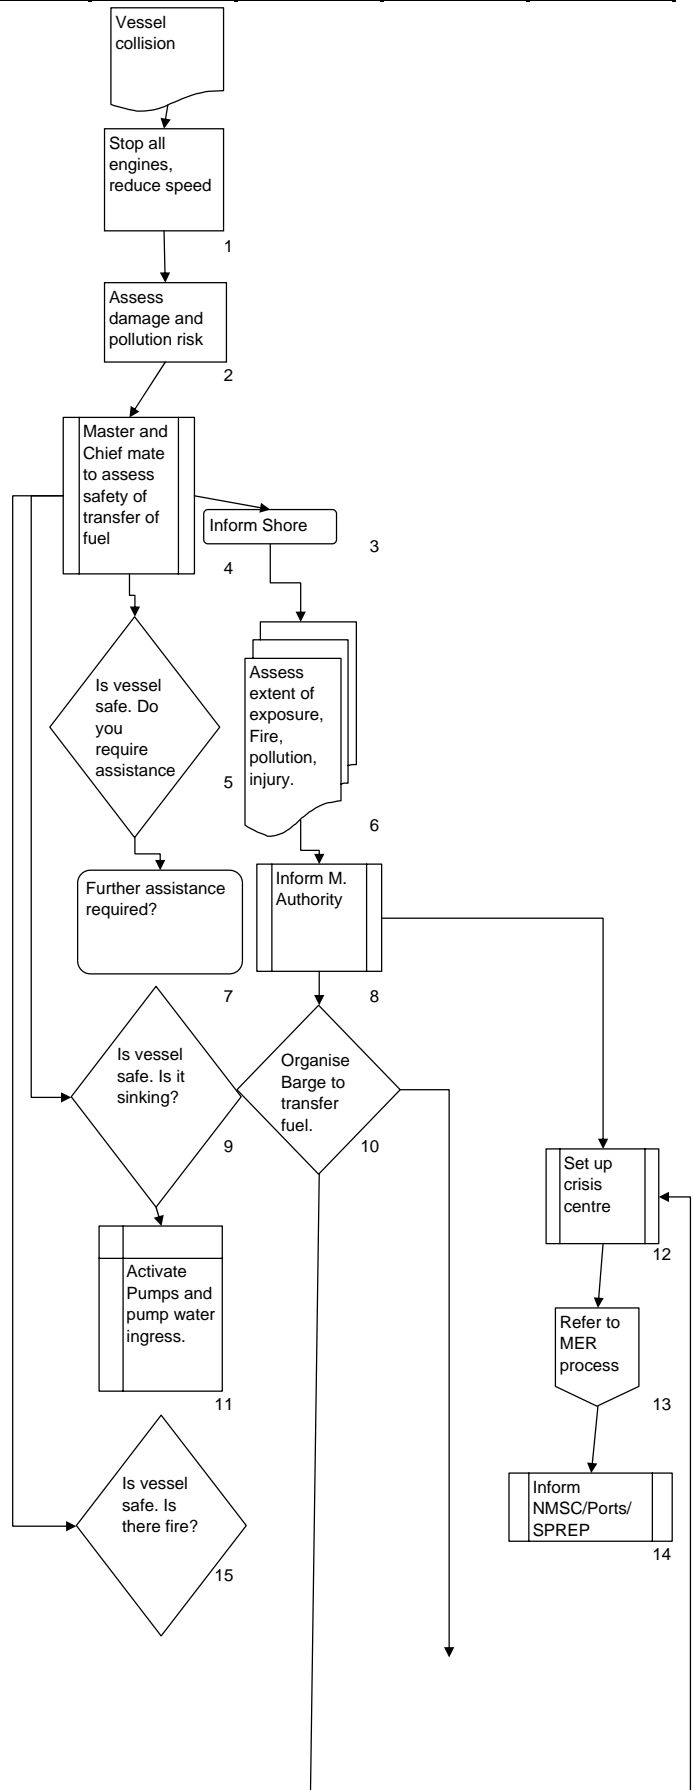 Vessel
collision
Stop all
engines,
reduce speed
1
Assess
damage and
pollution risk
2
Master and
Chief mate
to assess
safety of
transfer of
fuel
Inform Shore
3
4
Is vessel
safe. Do
you
require
assistance
5
Assess
extent of
exposure,
Fire,
pollution,
injury.
6
Further assistance
required?
7
Inform M.
Authority
8
Is vessel
safe. Is it
sinking?
9
Organise
Barge to
transfer
fuel.
10
Set up
crisis
centre
12
Activate
Pumps and
pump water
ingress.
11
Refer to
MER
process
13
Is vessel
safe. Is
there fire?
15
Inform
NMSC/Ports/
SPREP
14